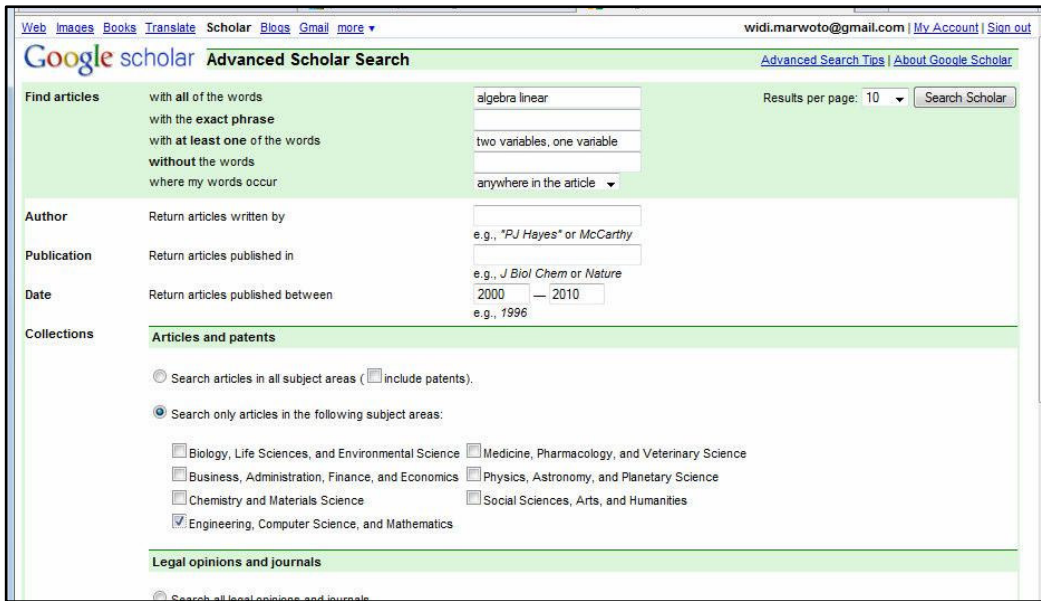 Web Images Books Translate Scholar Blogs Gmail more ▾ widi.marwoto@gmail.com | My Account | Sign out
Google scholar Advanced Scholar Search Advanced Search Tips | About Google Scholar
Find articles with all of the words algebra linear Results per page: 10 Search Scholar
with the exact phrase
with at least one of the words two variables, one variable
without the words
where my words occur anywhere in the article
Author Return articles written by
e.g., "PJ Hayes" or McCarthy
Publication Return articles published in
e.g., J Biol Chem or Nature
Date Return articles published between 2000 — 2010
e.g., 1996
Collections Articles and patents
Search articles in all subject areas ( include patents).
Search only articles in the following subject areas:
Biology, Life Sciences, and Environmental Science Medicine, Pharmacology, and Veterinary Science
Business, Administration, Finance, and Economics Physics, Astronomy, and Planetary Science
Chemistry and Materials Science Social Sciences, Arts, and Humanities
Engineering, Computer Science, and Mathematics
Legal opinions and journals
Search all legal opinions and journals